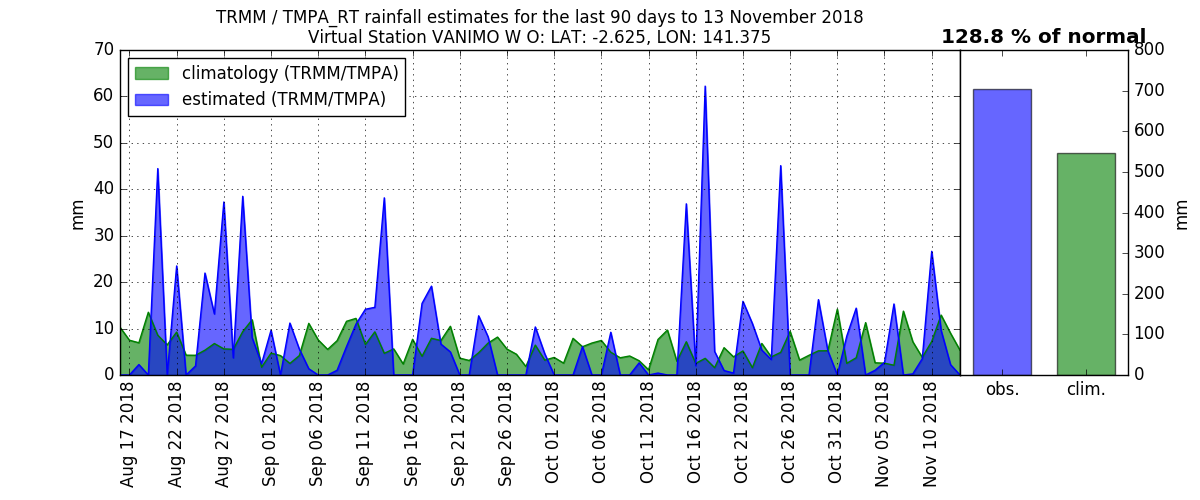 TRMM / TMPA_RT rainfall estimates for the last 90 days to 13 November 2018
Virtual Station VANIMO W O: LAT: -2.625, LON: 141.375
128.8 % of normal
climatology (TRMM/TMPA)
estimated (TRMM/TMPA)
mm
70
60
50
40
30
20
10
0
Aug 17 2018
Aug 22 2018
Aug 27 2018
Sep 01 2018
Sep 06 2018
Sep 11 2018
Sep 16 2018
Sep 21 2018
Sep 26 2018
Oct 01 2018
Oct 06 2018
Oct 11 2018
Oct 16 2018
Oct 21 2018
Oct 26 2018
Oct 31 2018
Nov 05 2018
Nov 10 2018
obs.
clim.
800
700
600
500
400
300
200
100
0
mm